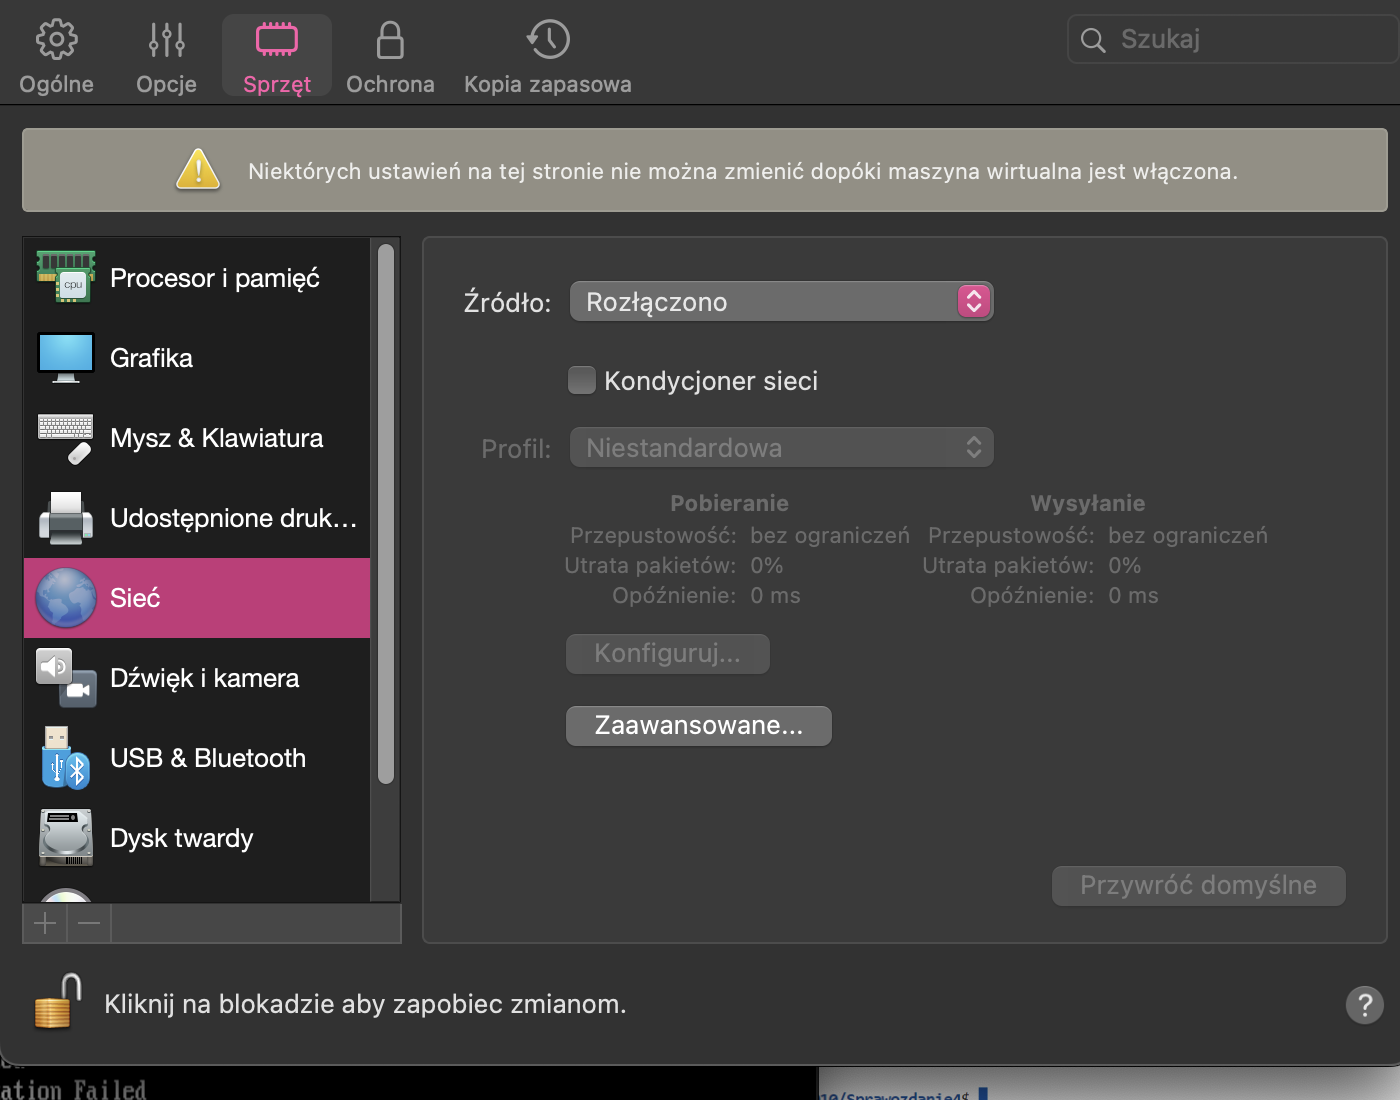 Ogólne
Opcje
Sprzęt
Ochrona
Kopia zapasowa
Szukaj
Niektórych ustawień na tej stronie nie można zmienić dopóki maszyna wirtualna jest włączona.
cpu
Procesor i pamięć
Grafika
Mysz & Klawiatura
Udostępnione druk...
Sieć
Dźwięk i kamera
USB & Bluetooth
Dysk twardy
Źródło: Rozłączono
Kondycjoner sieci
Profil: Niestandardowa
Pobieranie Wysyłanie
Przepustowość: bez ograniczeń Przepustowość: bez ograniczeń
Utrata pakietów: 0% Utrata pakietów: 0%
Opóźnienie: 0 ms Opóźnienie: 0 ms
Konfiguruj...
Zaawansowane...
Przywróć domyślne
Kliknij na blokadzie aby zapobiec zmianom.
?
ation Failed
10/Sprawozdanie4$